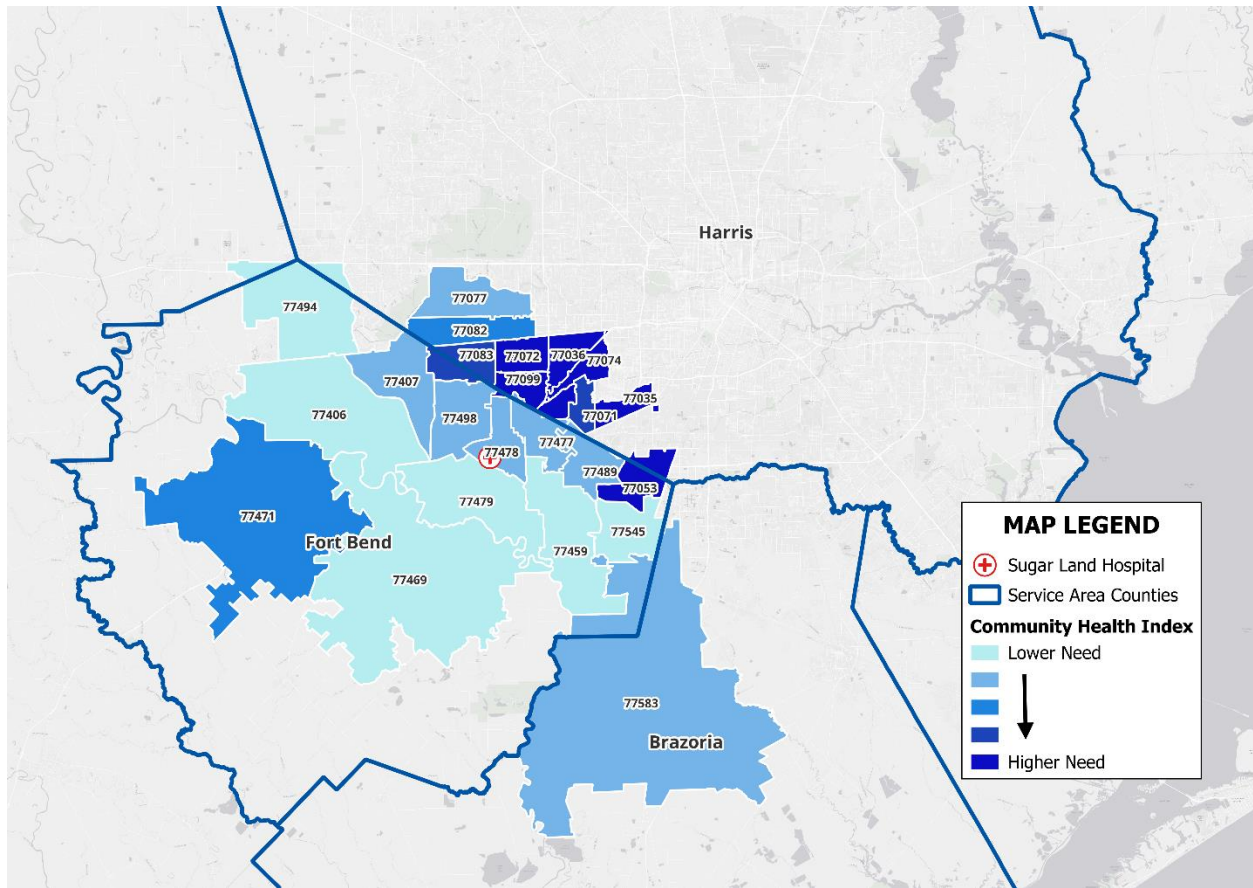 Harris
77494
77077
77082
77083
77072
77036
77074
77099
77407
77035
77406
77071
77498
77477
77478
77489
77053
77479
77471
77545
Fort Bend
77459
77469
77583
Brazoria
MAP LEGEND
Sugar Land Hospital
Service Area Counties
Community Health Index
Lower Need
Higher Need